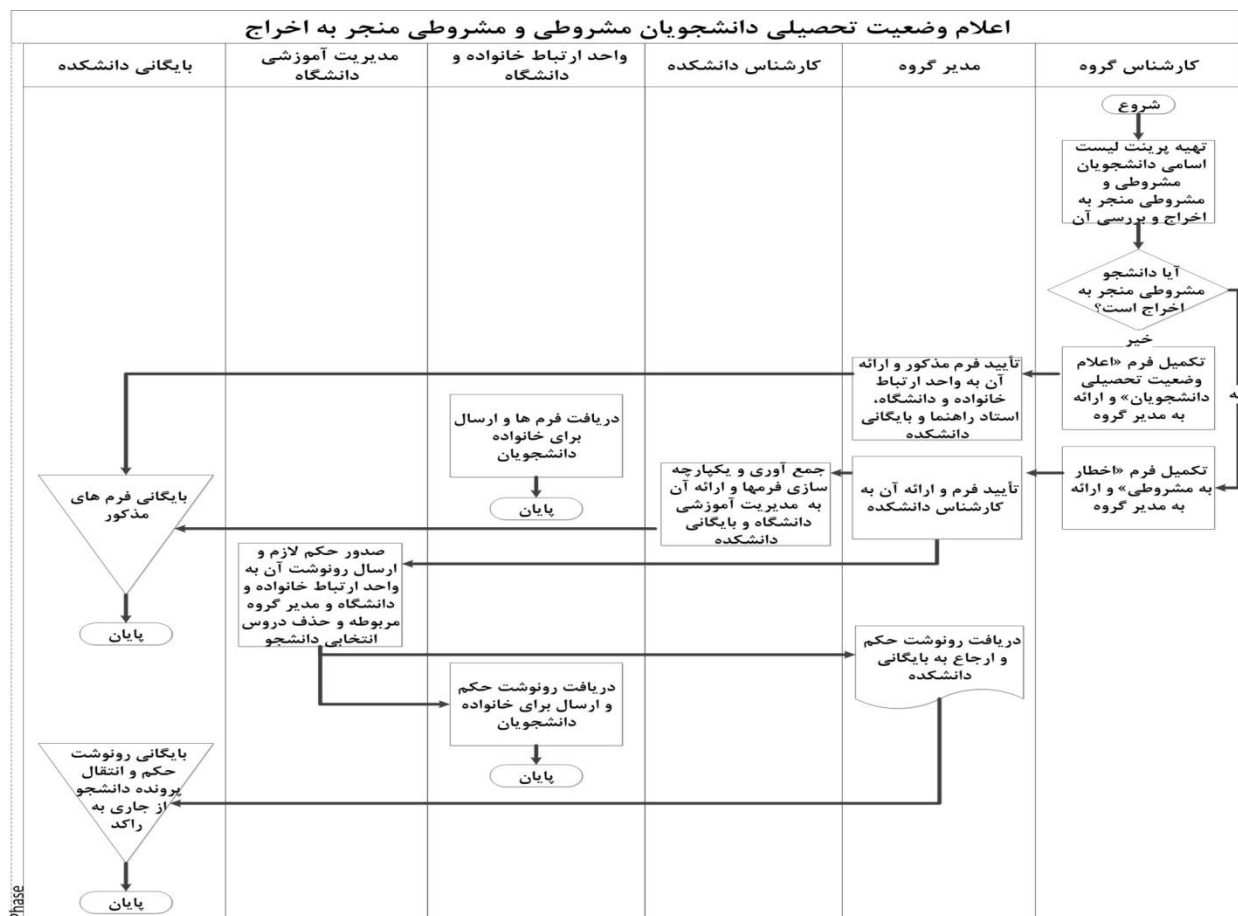 اعلام وضعیت تحصیلی دانشجویان مشروطی و مشروطی منجر به اخراج
کارشناس گروه
مدیر گروه
کارشناس دانشکده
واحد ارتباط خانواده و
دانشگاه
مدیریت آموزشی
دانشگاه
بایگانی دانشکده
شروع
تهیه پرینت لیست
اسامی دانشجویان
مشروطی و
مشروطی منجر به
اخراج و بررسی آن
آیا دانشجو
مشروطی منجر به
اخراج است؟
خیر
تکمیل فرم «اعلام
وضعیت تحصیلی
دانشجویان» و ارائه
به مدیر گروه
تأیید فرم مذکور و ارائه
آن به واحد ارتباط
خانواده و دانشگاه،
استاد راهنما و بایگانی
دانشکده
دریافت فرم ها و ارسال
برای خانواده
دانشجویان
پایان
تکمیل فرم «اخطار
به مشروطی» و ارائه
به مدیر گروه
تأیید فرم و ارائه آن به
کارشناس دانشکده
جمع آوری و یکپارچه
سازی فرمها و ارائه آن
به مدیریت آموزشی
دانشگاه و بایگانی
دانشکده
بایگانی فرم های
مذکور
پایان
صدور حکم لازم و
ارسال رونوشت آن به
واحد ارتباط خانواده و
دانشگاه و مدیر گروه
مربوطه و حذف دروس
انتخابی دانشجو
دریافت رونوشت حکم
و ارجاع به بایگانی
دانشکده
دریافت رونوشت حکم
و ارسال برای خانواده
دانشجویان
پایان
بایگانی رونوشت
حکم و انتقال
پرونده دانشجو
از جاری به
راکد
پایان
Phase